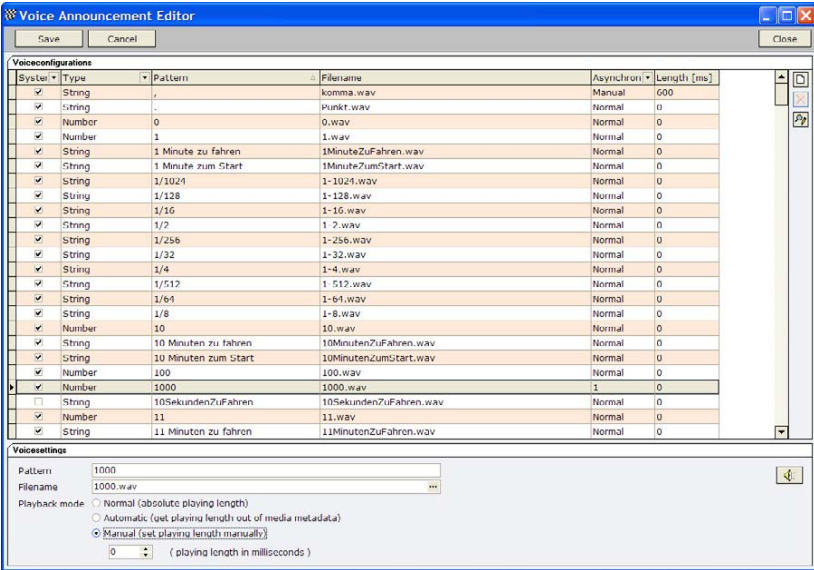 Voice Announcement Editor
Save Cancel Close
Voiceconfigurations
System Type Pattern Filename Asynchron Length [ms]
String , komma.wav Manual 600
String . Punkt.wav Normal 0
Number 0 0.wav Normal 0
Number 1 1.wav Normal 0
String 1 Minute zu fahren 1MinuteZuFahren.wav Normal 0
String 1 Minute zum Start 1MinuteZumStart.wav Normal 0
String 1/1024 1-1024.wav Normal 0
String 1/128 1-128.wav Normal 0
String 1/16 1-16.wav Normal 0
String 1/2 1-2.wav Normal 0
String 1/256 1-256.wav Normal 0
String 1/32 1-32.wav Normal 0
String 1/4 1-4.wav Normal 0
String 1/512 1-512.wav Normal 0
String 1/64 1-64.wav Normal 0
String 1/8 1-8.wav Normal 0
Number 10 10.wav Normal 0
String 10 Minuten zu fahren 10MinutenZuFahren.wav Normal 0
String 10 Minuten zum Start 10MinutenZumStart.wav Normal 0
Number 100 100.wav Normal 0
Number 1000 1000.wav 1 0
String 10SekundenZuFahren 10SekundenZuFahren.wav Normal 0
Number 11 11.wav Normal 0
String 11 Minuten zu fahren 11MinutenZuFahren.wav Normal 0
Voicesettings
Pattern 1000
Filename 1000.wav ...
Playback mode Normal (absolute playing length)
Automatic (get playing length out of media metadata)
Manual (set playing length manually)
0 ( playing length in milliseconds )